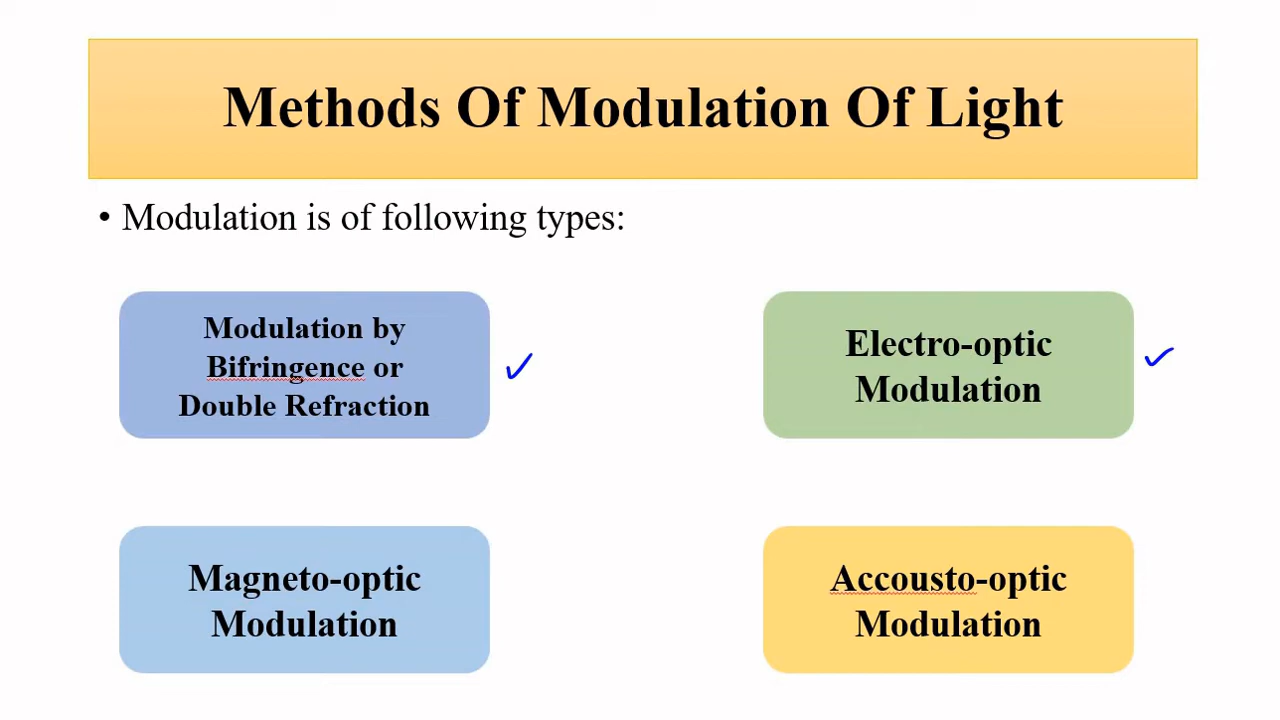 Methods Of Modulation Of Light
• Modulation is of following types:
Modulation by
Bifringence or
Double Refraction
Electro-optic
Modulation
Magneto-optic
Modulation
Accousto-optic
Modulation